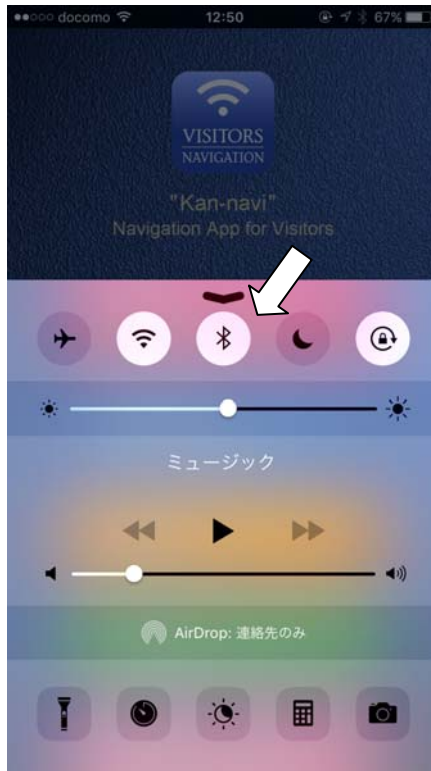 docomo 12:50 67%
VISITORS
NAVIGATION
"Kan-navi"
Navigation App for Visitors
ミュージック
AirDrop: 連絡先のみ